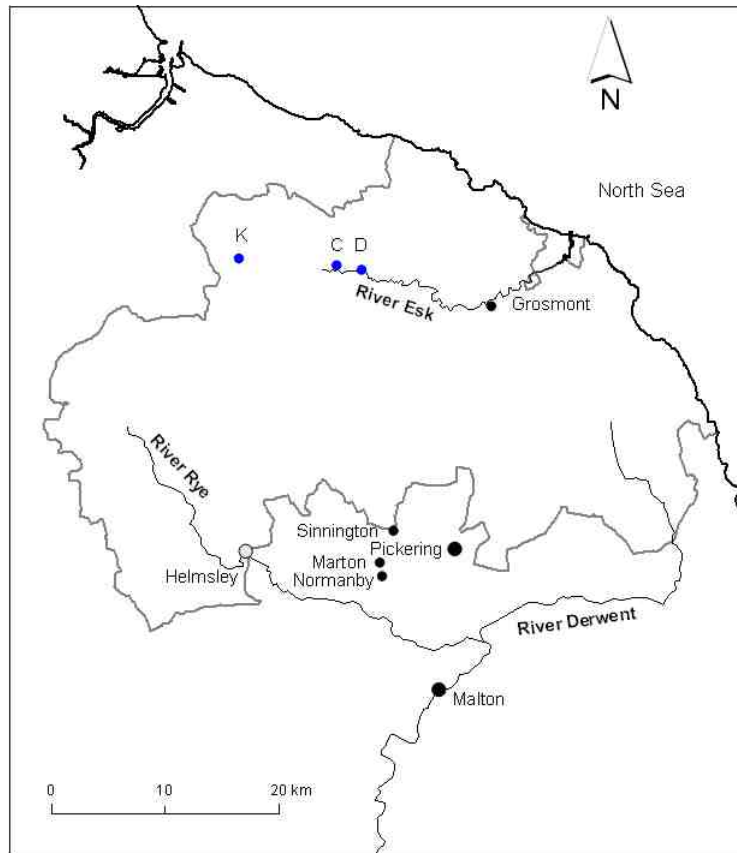 N
North Sea
K
C D
River Esk
Grosmont
River Rye
Sinnington
Pickering
Helmsley
Marton
Normanby
River Derwent
Malton
0 10 20 km